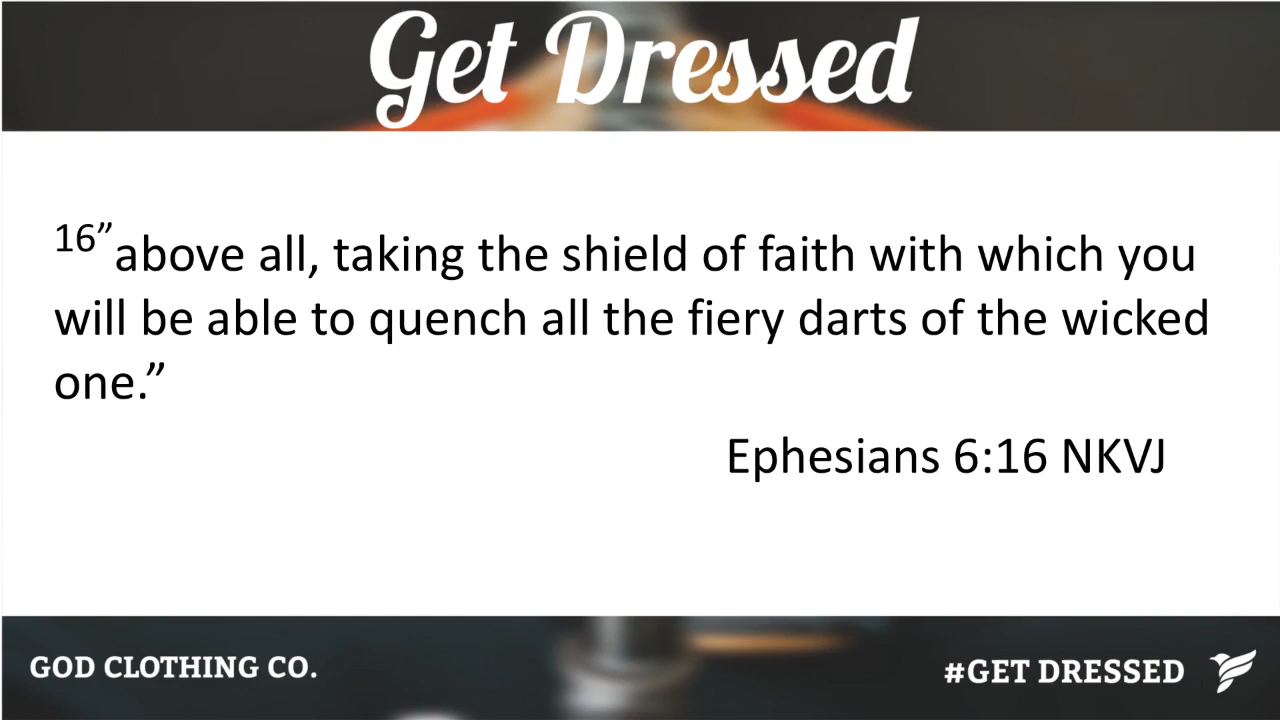 Get Dressed
16”above all, taking the shield of faith with which you
will be able to quench all the fiery darts of the wicked
one.”
Ephesians 6:16 NKVJ
GOD CLOTHING CO.
#GET DRESSED